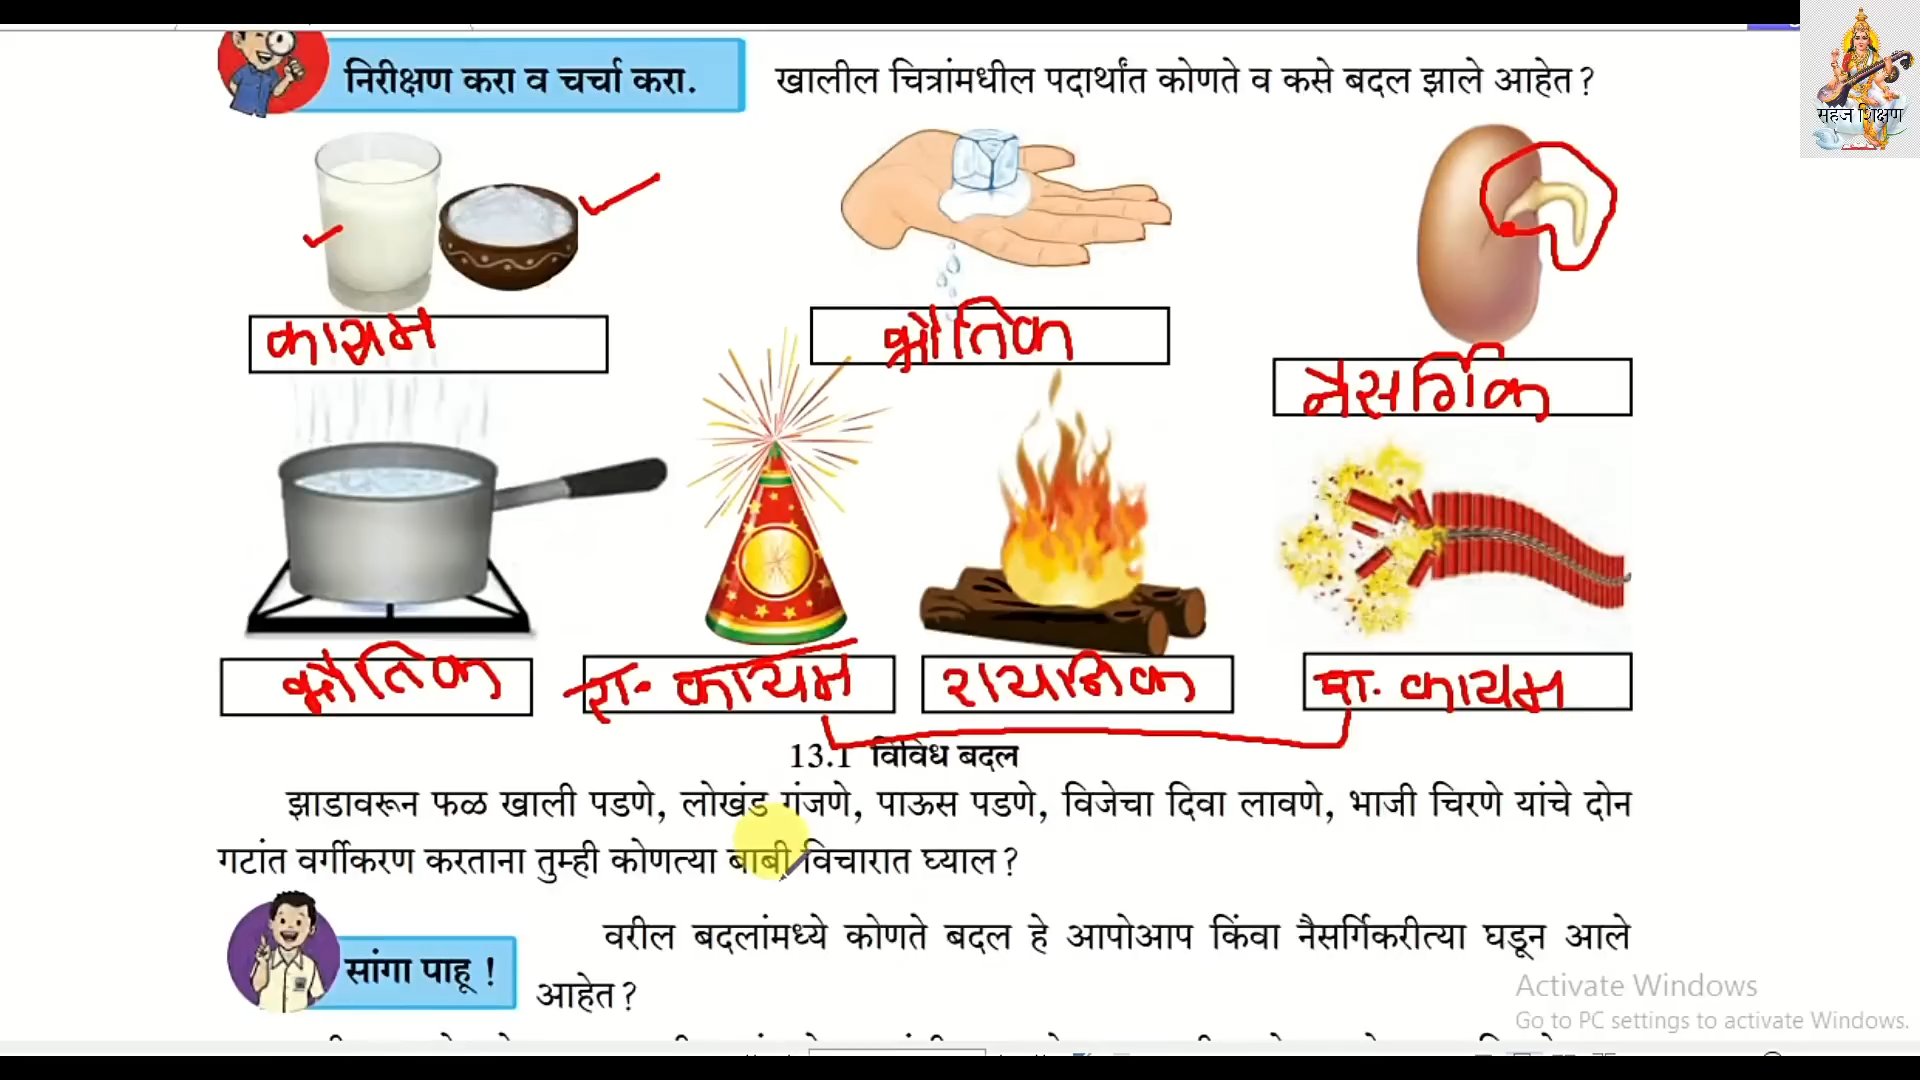 निरीक्षण करा व चर्चा करा.
खालील चित्रांमधील पदार्थांत कोणते व कसे बदल झाले आहेत?
सहज शिक्षण
कायम
भौतिक
नैसर्गिक
भौतिक
रा. कायम
रायानिक
रा. कायम
13.1 विविध बदल
झाडावरून फळ खाली पडणे, लोखंड गंजणे, पाऊस पडणे, विजेचा दिवा लावणे, भाजी चिरणे यांचे दोन
गटांत वर्गीकरण करताना तुम्ही कोणत्या बाबी विचारात घ्याल?
सांगा पाहू !
वरील बदलांमध्ये कोणते बदल हे आपोआप किंवा नैसर्गिकरीत्या घडून आले
आहेत?
Activate Windows
Go to PC settings to activate Windows.